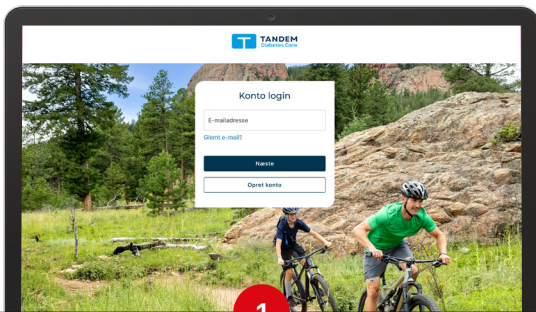 TANDEM
Diabetes Care
Konto login
E-mailadresse
Glemt e-mail?
Næste
Opret konto
1